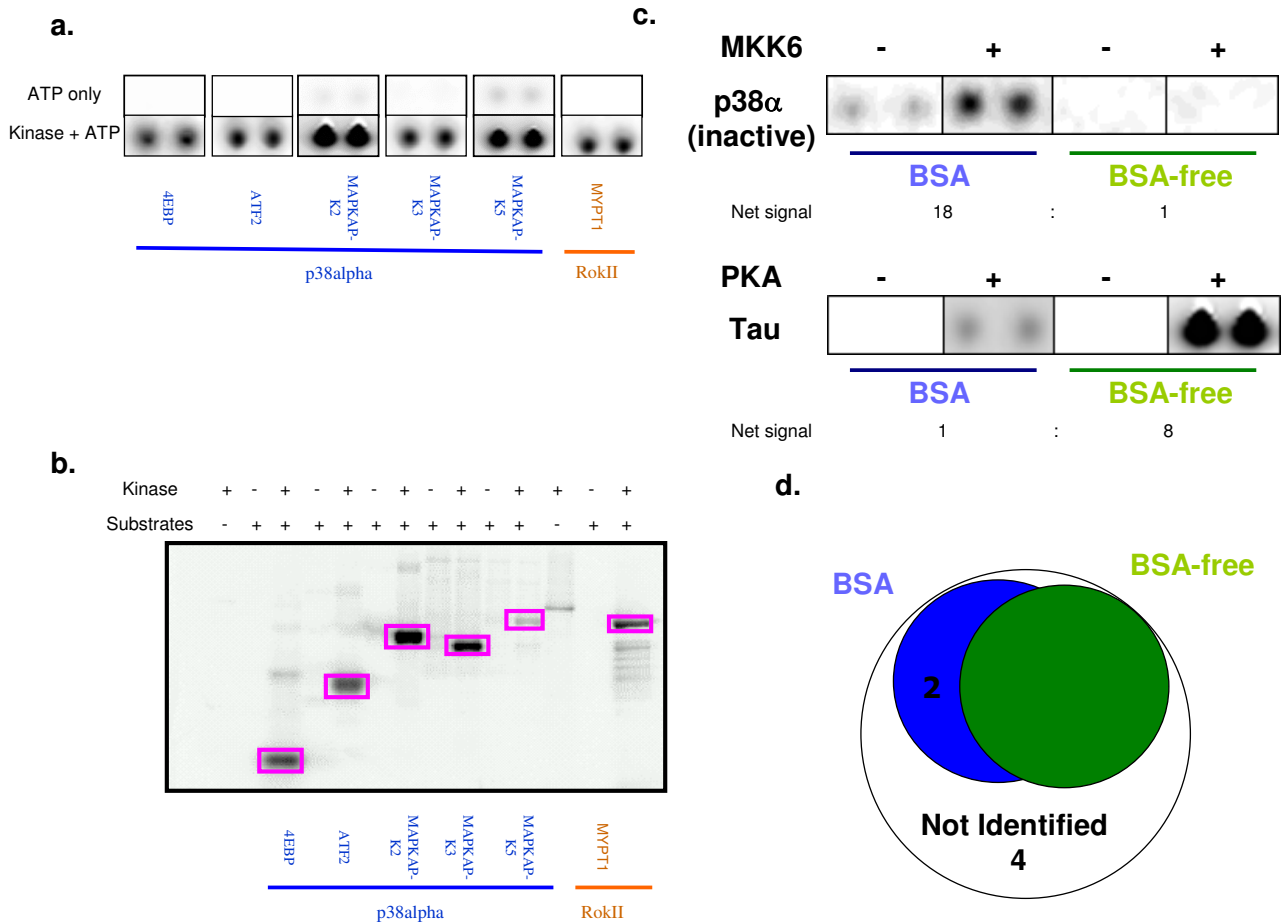 a.
ATP only
Kinase + ATP
4EBP
ATF2
MAPKAP-
K2
MAPKAP-
K3
MAPKAP-
K5
MYPT1
p38alpha
RokII
b.
Kinase + - + - + - + - + - + + - +
Substrates - + + + + + + + + + + - + +
4EBP
ATF2
MAPKAP-
K2
MAPKAP-
K3
MAPKAP-
K5
MYPT1
p38alpha
RokII
c.
MKK6 - + - +
p38α
(inactive)
BSA BSA-free
Net signal 18 : 1
PKA - + - +
Tau
BSA BSA-free
Net signal 1 : 8
d.
BSA
BSA-free
2
Not Identified
4